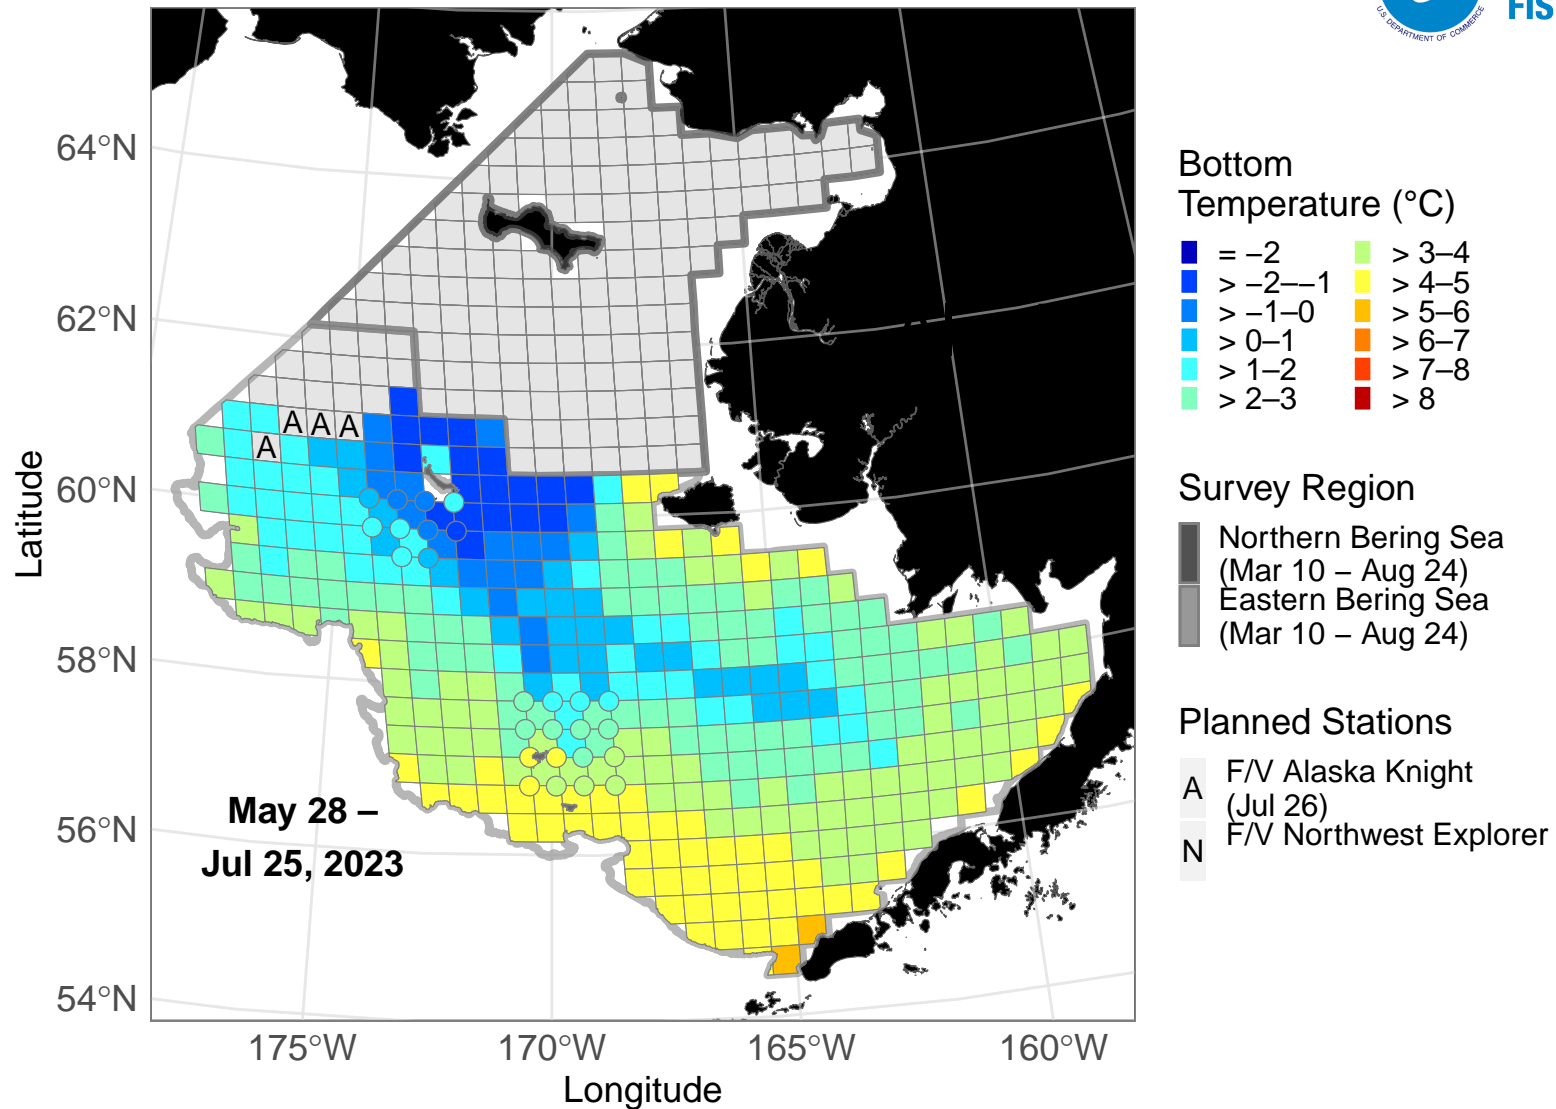 U.S. DEPARTMENT OF COMMERCE
FIS
64°N
62°N
60°N
58°N
56°N
54°N
Latitude
A A A
A
May 28 –
Jul 25, 2023
175°W
170°W
165°W
160°W
Longitude
Bottom
Temperature (°C)
= −2
> −2−−1
> −1−0
> 0−1
> 1−2
> 2−3
> 3−4
> 4−5
> 5−6
> 6−7
> 7−8
> 8
Survey Region
Northern Bering Sea
(Mar 10 − Aug 24)
Eastern Bering Sea
(Mar 10 − Aug 24)
Planned Stations
A F/V Alaska Knight
(Jul 26)
N F/V Northwest Explorer